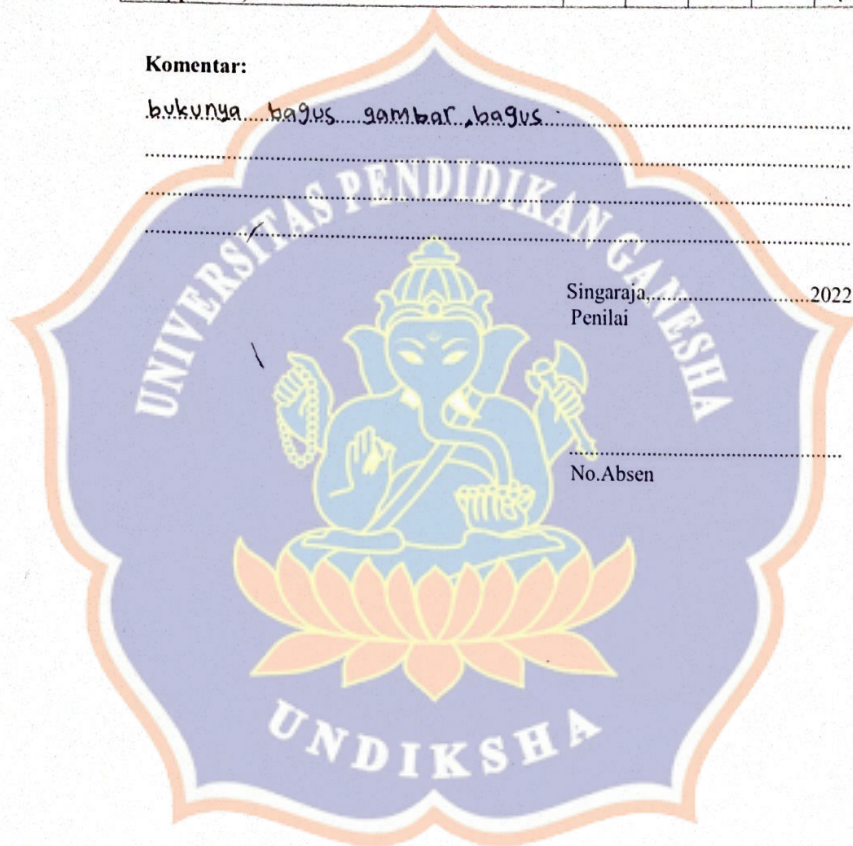 Komentar:
bukunya bagus gambar, bagus
UNIVERSITAS PENDIDIKAN GANESHA
Singaraja,..............................2022
Penilai
No.Absen
UNDIKSHA